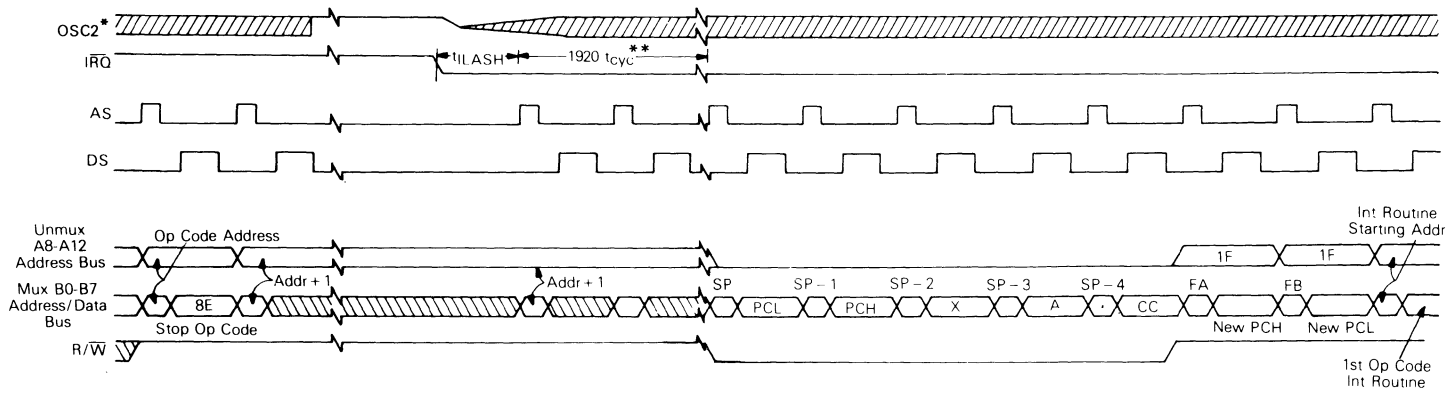 OSC2*
IRQ
tILASH
1920 tcyc**
AS
DS
Unmux
A8-A12
Address Bus
Op Code Address
Addr + 1
Addr + 1
1F
1F
Int Routine
Starting Addr
Mux B0-B7
Address/Data
Bus
8E
Stop Op Code
SP
PCL
SP - 1
PCH
SP - 2
X
SP - 3
A
SP - 4
CC
FA
New PCH
FB
New PCL
R/W
1st Op Code
Int Routine